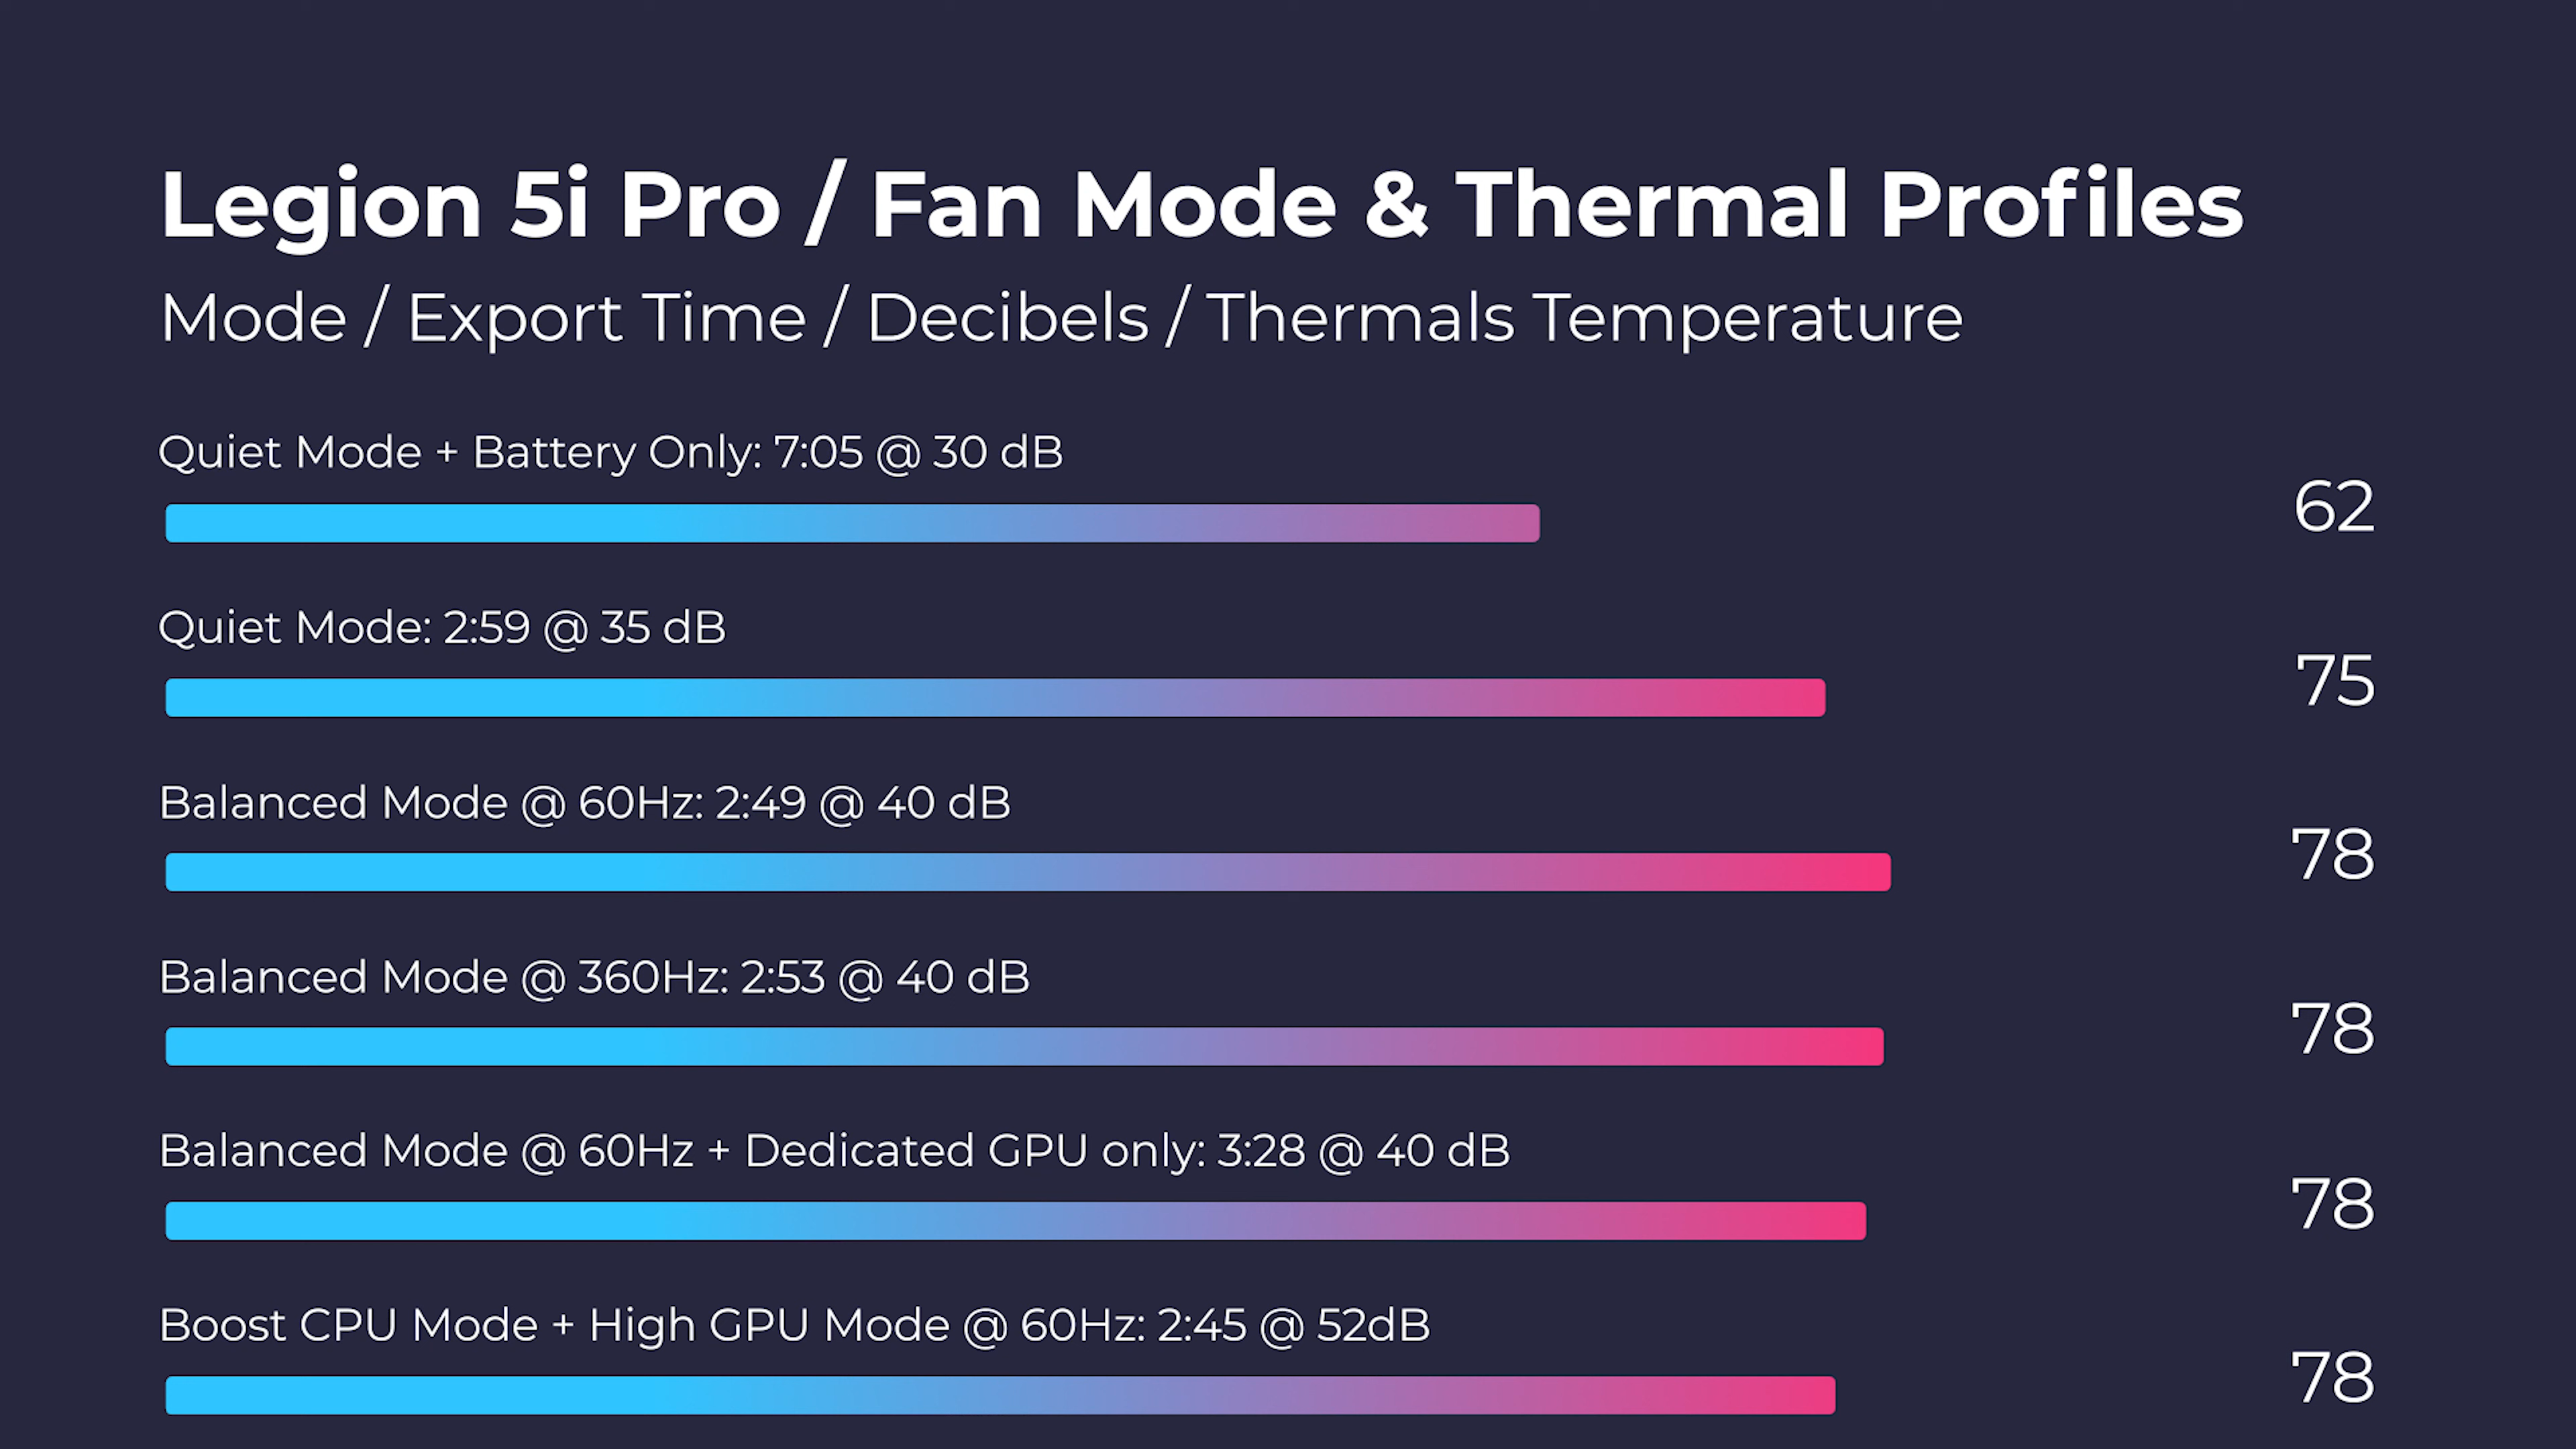 Legion 5i Pro / Fan Mode & Thermal Profiles
Mode / Export Time / Decibels / Thermals Temperature
Quiet Mode + Battery Only: 7:05 @ 30 dB
62
Quiet Mode: 2:59 @ 35 dB
75
Balanced Mode @ 60Hz: 2:49 @ 40 dB
78
Balanced Mode @ 360Hz: 2:53 @ 40 dB
78
Balanced Mode @ 60Hz + Dedicated GPU only: 3:28 @ 40 dB
78
Boost CPU Mode + High GPU Mode @ 60Hz: 2:45 @ 52dB
78